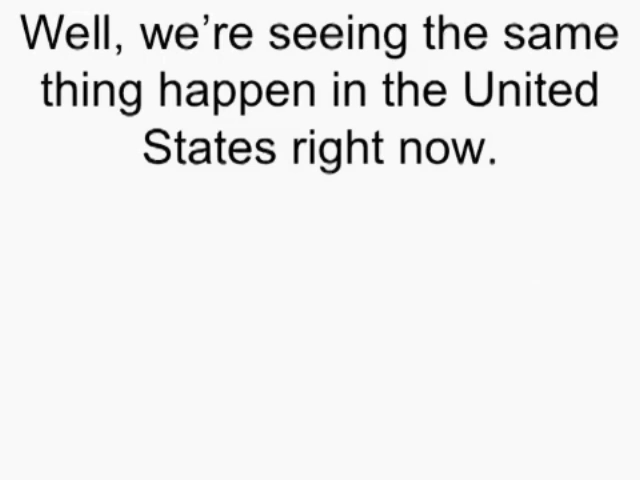 Well, we’re seeing the same
thing happen in the United
States right now.